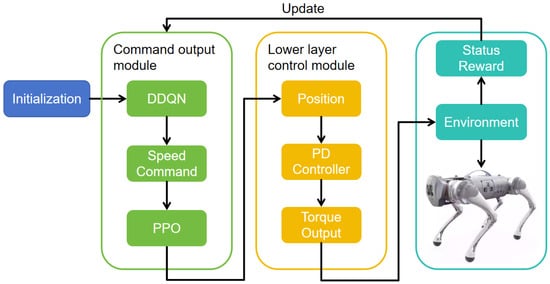 Update
Command output
module
Lower layer
control module
Status
Reward
Initialization
DDQN
Position
Environment
Speed
Command
PD
Controller
PPO
Torque
Output